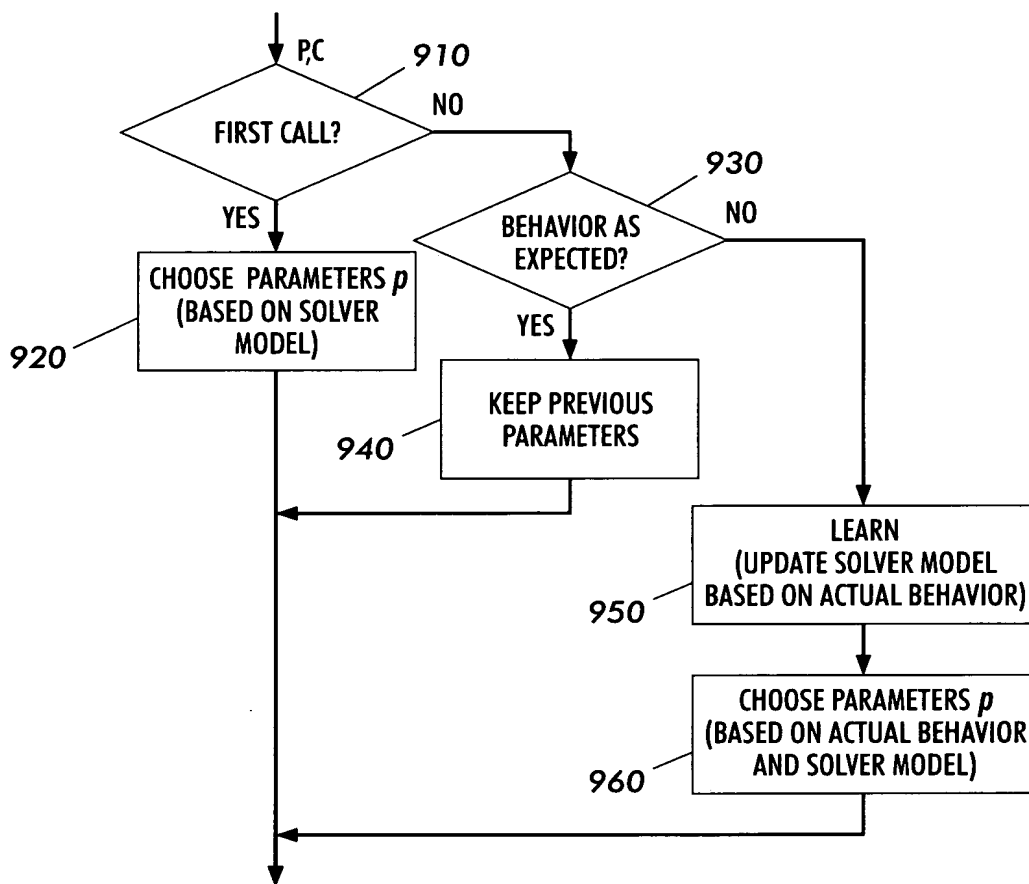 P,C
910
FIRST CALL?
NO
930
YES
BEHAVIOR AS
EXPECTED?
NO
CHOOSE PARAMETERS p
(BASED ON SOLVER
MODEL)
920
YES
KEEP PREVIOUS
PARAMETERS
940
LEARN
(UPDATE SOLVER MODEL
BASED ON ACTUAL BEHAVIOR)
950
CHOOSE PARAMETERS p
(BASED ON ACTUAL BEHAVIOR
AND SOLVER MODEL)
960